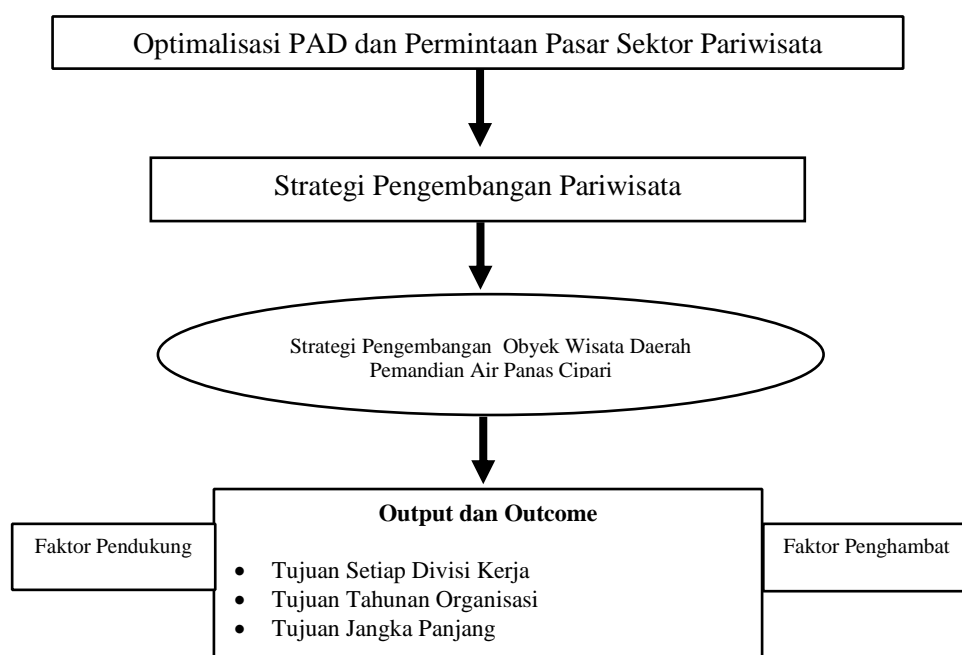 Optimalisasi PAD dan Permintaan Pasar Sektor Pariwisata
Strategi Pengembangan Pariwisata
Strategi Pengembangan Obyek Wisata Daerah
Pemandian Air Panas Cipari
Output dan Outcome
Faktor Pendukung
Faktor Penghambat
• Tujuan Setiap Divisi Kerja
• Tujuan Tahunan Organisasi
• Tujuan Jangka Panjang